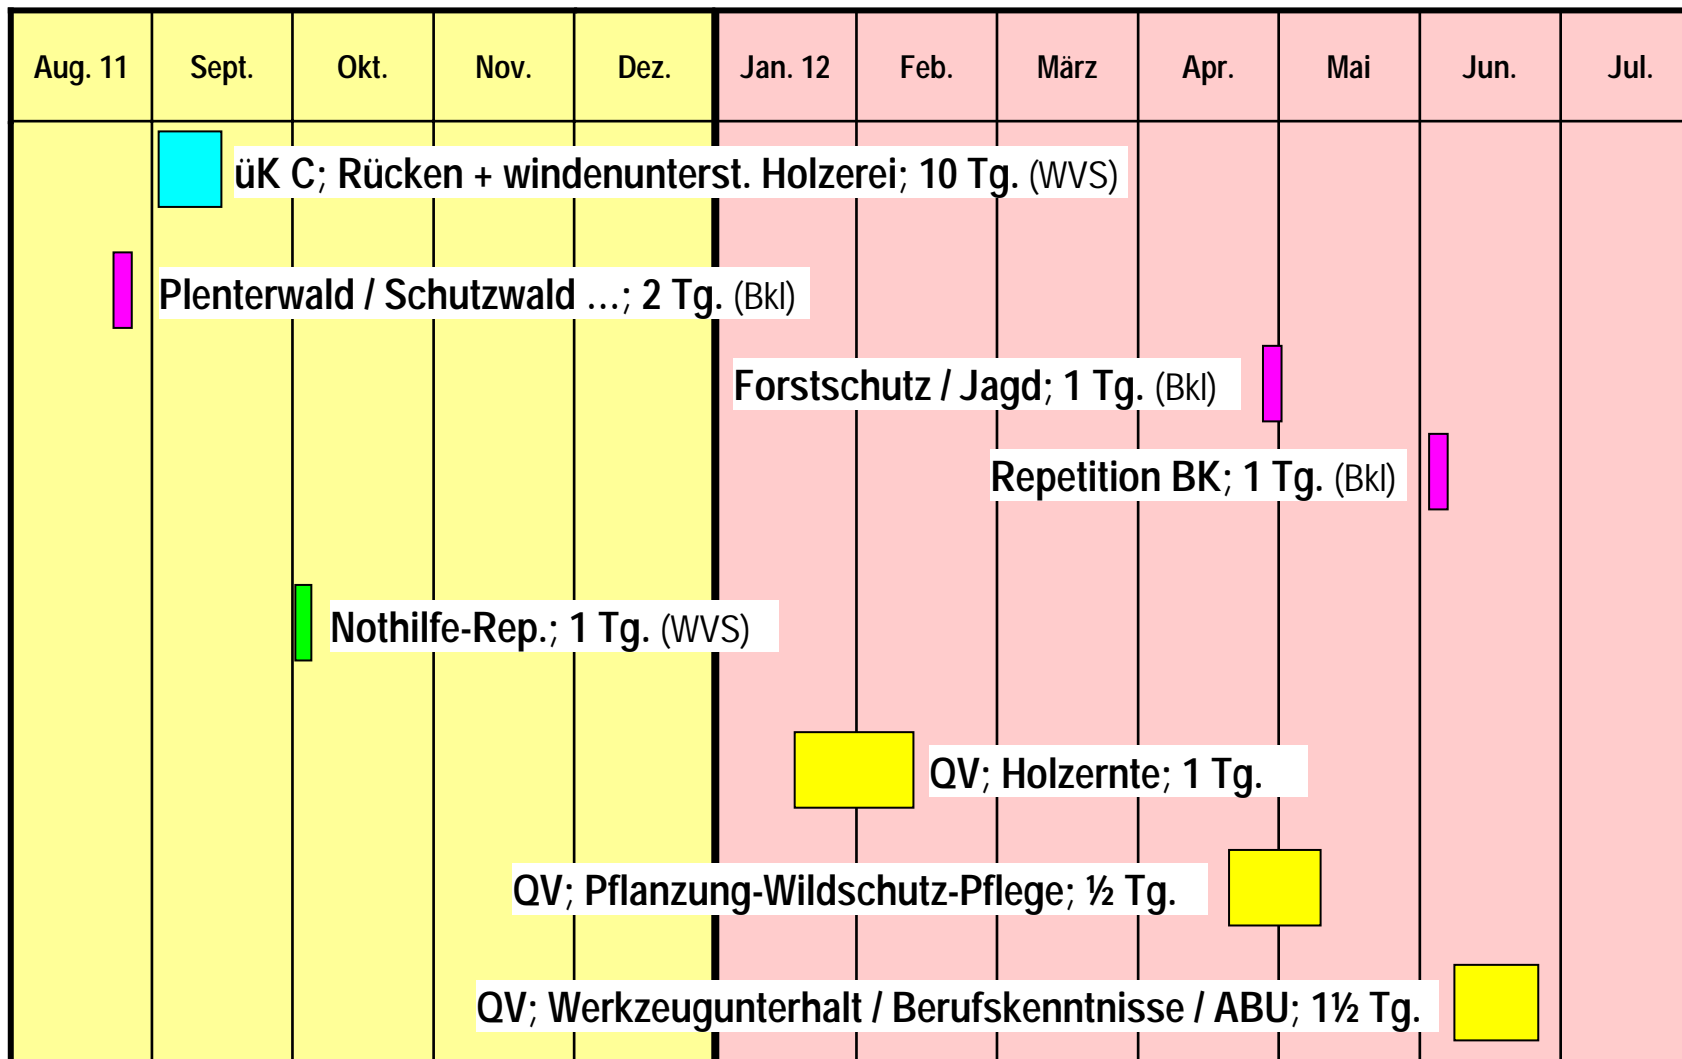 Aug. 11 Sept. Okt. Nov. Dez. Jan. 12 Feb. März Apr. Mai Jun. Jul.
üK C; Rücken + windenunterst. Holzerei; 10 Tg. (WVS)
Plenterwald / Schutzwald ...; 2 Tg. (Bkl)
Forstschutz / Jagd; 1 Tg. (Bkl)
Repetition BK; 1 Tg. (Bkl)
Nothilfe-Rep.; 1 Tg. (WVS)
QV; Holzernte; 1 Tg.
QV; Pflanzung-Wildschutz-Pflege; ½ Tg.
QV; Werkzeugunterhalt / Berufskenntnisse / ABU; 1½ Tg.